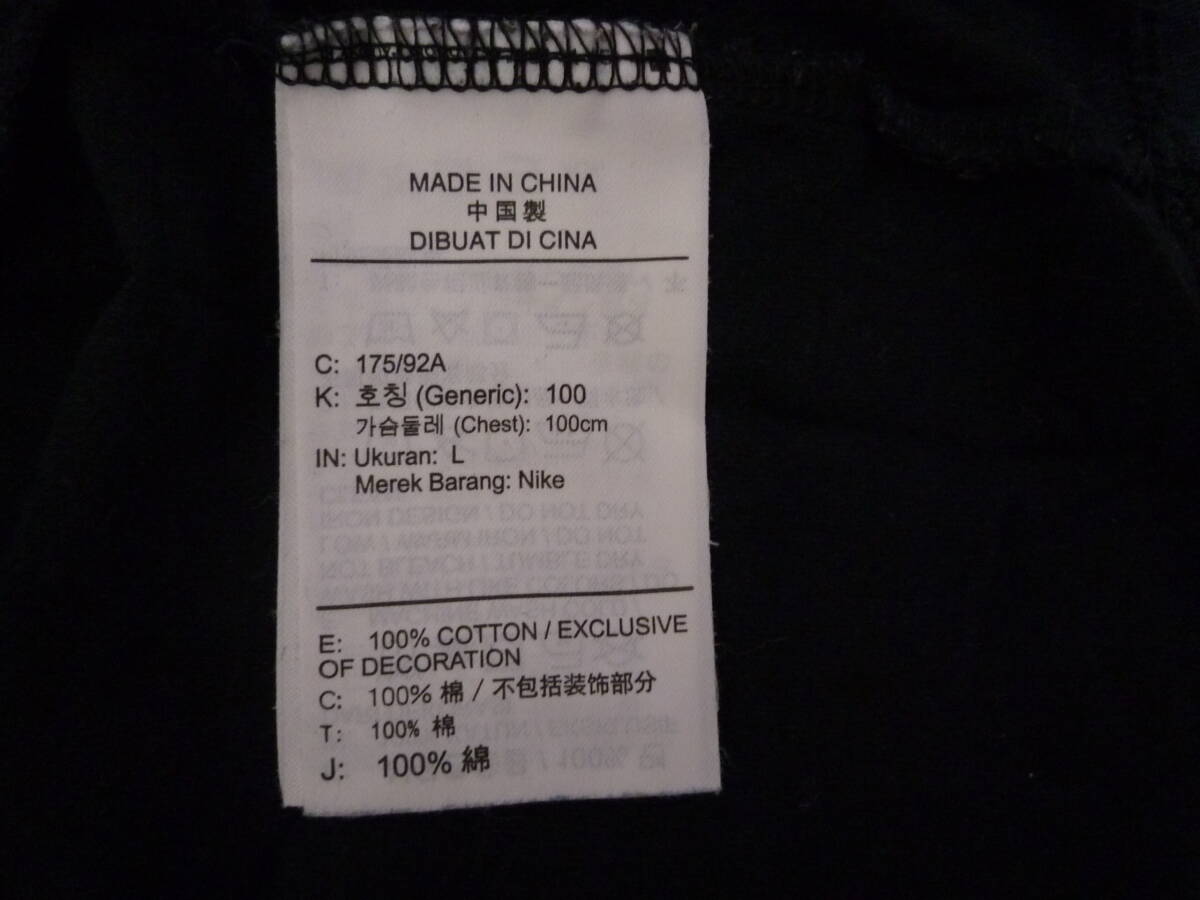 MADE IN CHINA
中国製
DIBUAT DI CINA
C: 175/92A
K: 호칭 (Generic): 100
가슴둘레 (Chest): 100cm
IN: Ukuran: L
Merek Barang: Nike
E: 100% COTTON / EXCLUSIVE
OF DECORATION
C: 100% 棉 / 不包括装饰部分
T: 100% 棉
J: 100% 綿